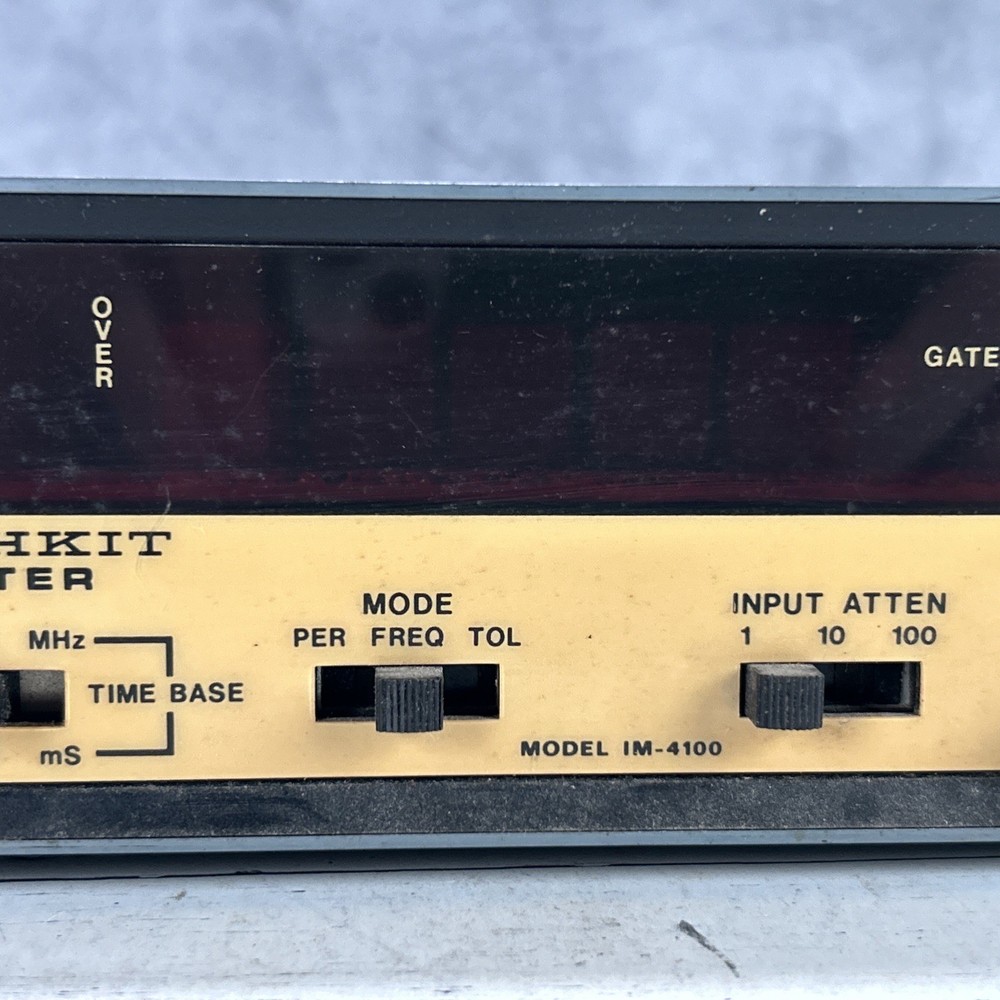 OVER
GATE
HKIT
TER
MODE
PER FREQ TOL
INPUT ATTEN
1 10 100
MHz
TIME BASE
mS
MODEL IM-4100